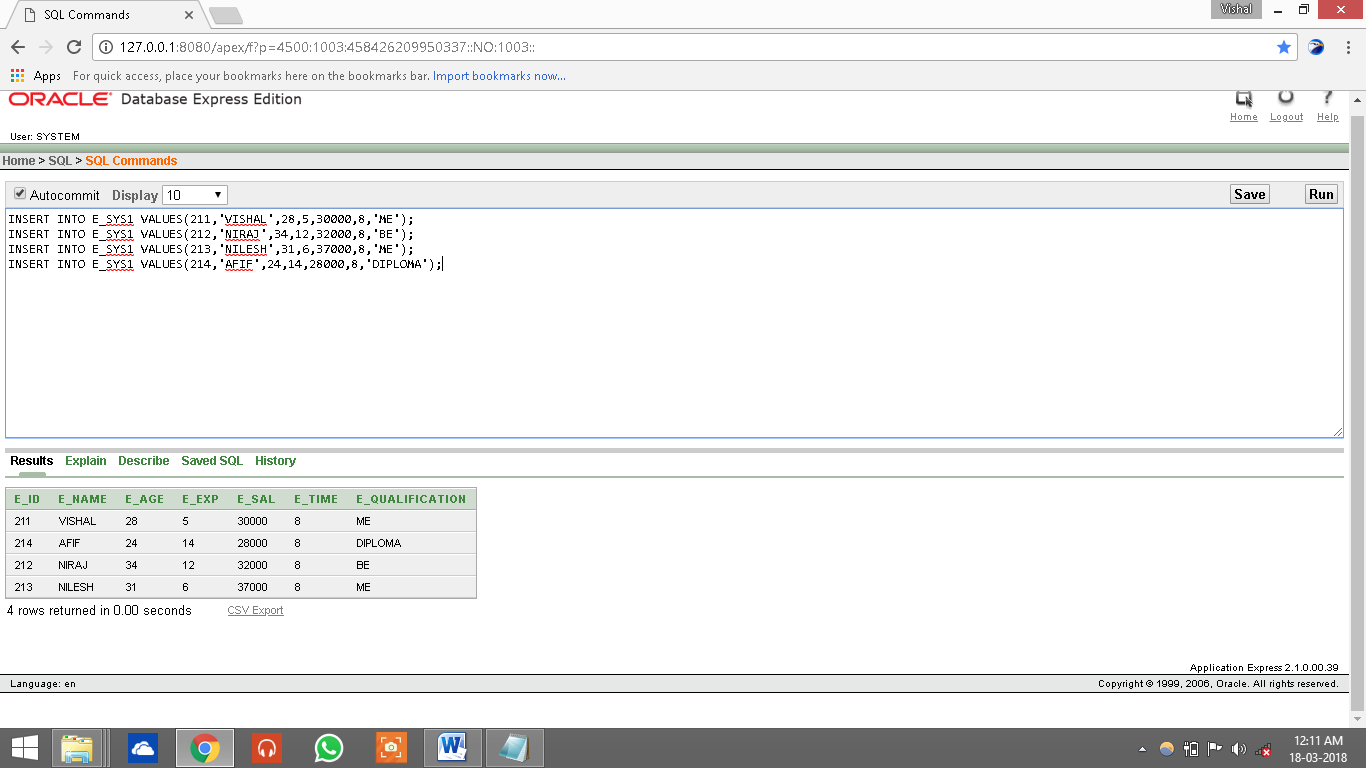 SQL Commands
Vishal
127.0.0.1:8080/apex/f?p=4500:1003:458426209950337::NO:1003::
Apps For quick access, place your bookmarks here on the bookmarks bar. Import bookmarks now...
ORACLE Database Express Edition
Home Logout Help
User: SYSTEM
Home > SQL > SQL Commands
Autocommit Display 10 Save Run
INSERT INTO E_SYS1 VALUES(211,'VISHAL',28,5,30000,8,'ME');
INSERT INTO E_SYS1 VALUES(212,'NIRAJ',34,12,32000,8,'BE');
INSERT INTO E_SYS1 VALUES(213,'NILESH',31,6,37000,8,'ME');
INSERT INTO E_SYS1 VALUES(214,'AFIF',24,14,28000,8,'DIPLOMA');
Results Explain Describe Saved SQL History
E_ID E_NAME E_AGE E_EXP E_SAL E_TIME E_QUALIFICATION
211 VISHAL 28 5 30000 8 ME
214 AFIF 24 14 28000 8 DIPLOMA
212 NIRAJ 34 12 32000 8 BE
213 NILESH 31 6 37000 8 ME
4 rows returned in 0.00 seconds CSV Export
Application Express 2.1.0.00.39
Language: en Copyright © 1999, 2006, Oracle. All rights reserved.
12:11 AM
18-03-2018